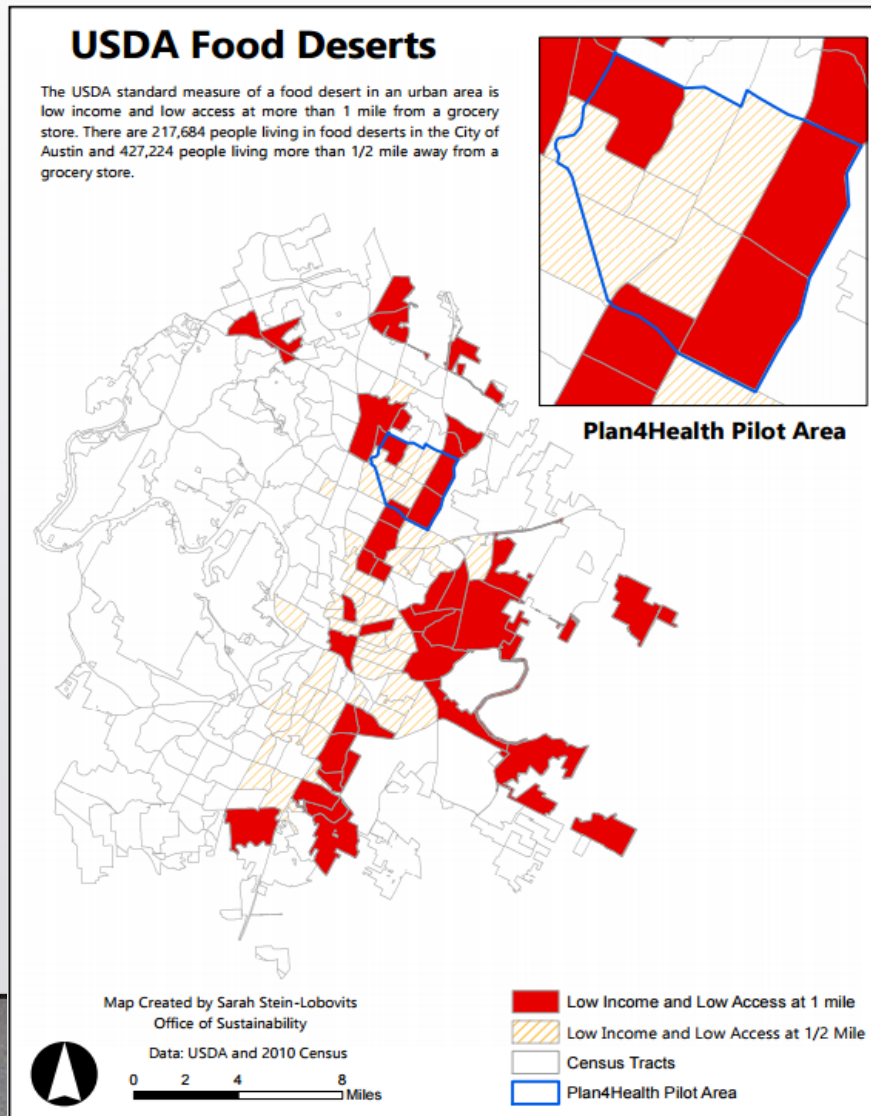 USDA Food Deserts
The USDA standard measure of a food desert in an urban area is
low income and low access at more than 1 mile from a grocery
store. There are 217,684 people living in food deserts in the City of
Austin and 427,224 people living more than 1/2 mile away from a
grocery store.
Plan4Health Pilot Area
Map Created by Sarah Stein-Lobovits
Office of Sustainability
Data: USDA and 2010 Census
0 2 4 8
Miles
Low Income and Low Access at 1 mile
Low Income and Low Access at 1/2 Mile
Census Tracts
Plan4Health Pilot Area